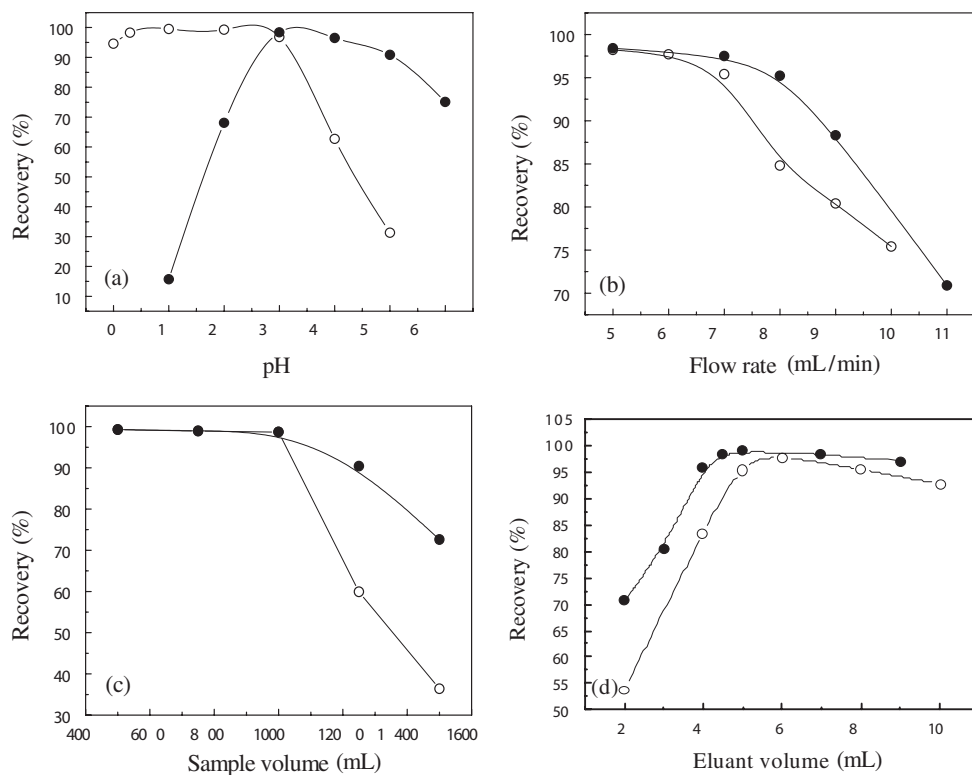 100
90
80
70
60
50
40
30
20
10
Recovery (%)
(a)
0 1 2 3 4 5 6
pH
100
95
90
85
80
75
70
Recovery (%)
(b)
5 6 7 8 9 10 11
Flow rate (mL/min)
100
90
80
70
60
50
40
30
Recovery (%)
(c)
400 60 0 8 00 1000 120 0 1 400 1600
Sample volume (mL)
105
100
95
90
85
80
75
70
65
60
55
50
Recovery (%)
(d)
2 4 6 8 10
Eluant volume (mL)